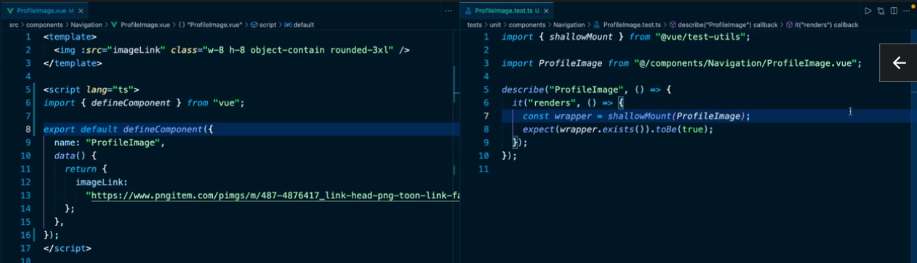 ProfileImage.vue M
src > components > Navigation > ProfileImage.vue > {} "ProfileImage.vue" > script > default
1 <template>
2 <img :src="imageLink" class="w-8 h-8 object-contain rounded-3xl" />
3 </template>
4
5 <script lang="ts">
6 import { defineComponent } from "vue";
7
8 export default defineComponent({
9 name: "ProfileImage",
10 data() {
11 return {
12 imageLink:
13 "https://www.pngitem.com/pimgs/m/487-4876417_link-head-png-toon-link-fa
14 };
15 },
16 });
17 </script>
18
ProfileImage.test.ts U
tests > unit > components > Navigation > ProfileImage.test.ts > describe("ProfileImage") callback > it("renders") callback
1 import { shallowMount } from "@vue/test-utils";
2
3 import ProfileImage from "@/components/Navigation/ProfileImage.vue";
4
5 describe("ProfileImage", () => {
6 it("renders", () => {
7 const wrapper = shallowMount(ProfileImage);
8 expect(wrapper.exists()).toBe(true);
9 });
10 });
11